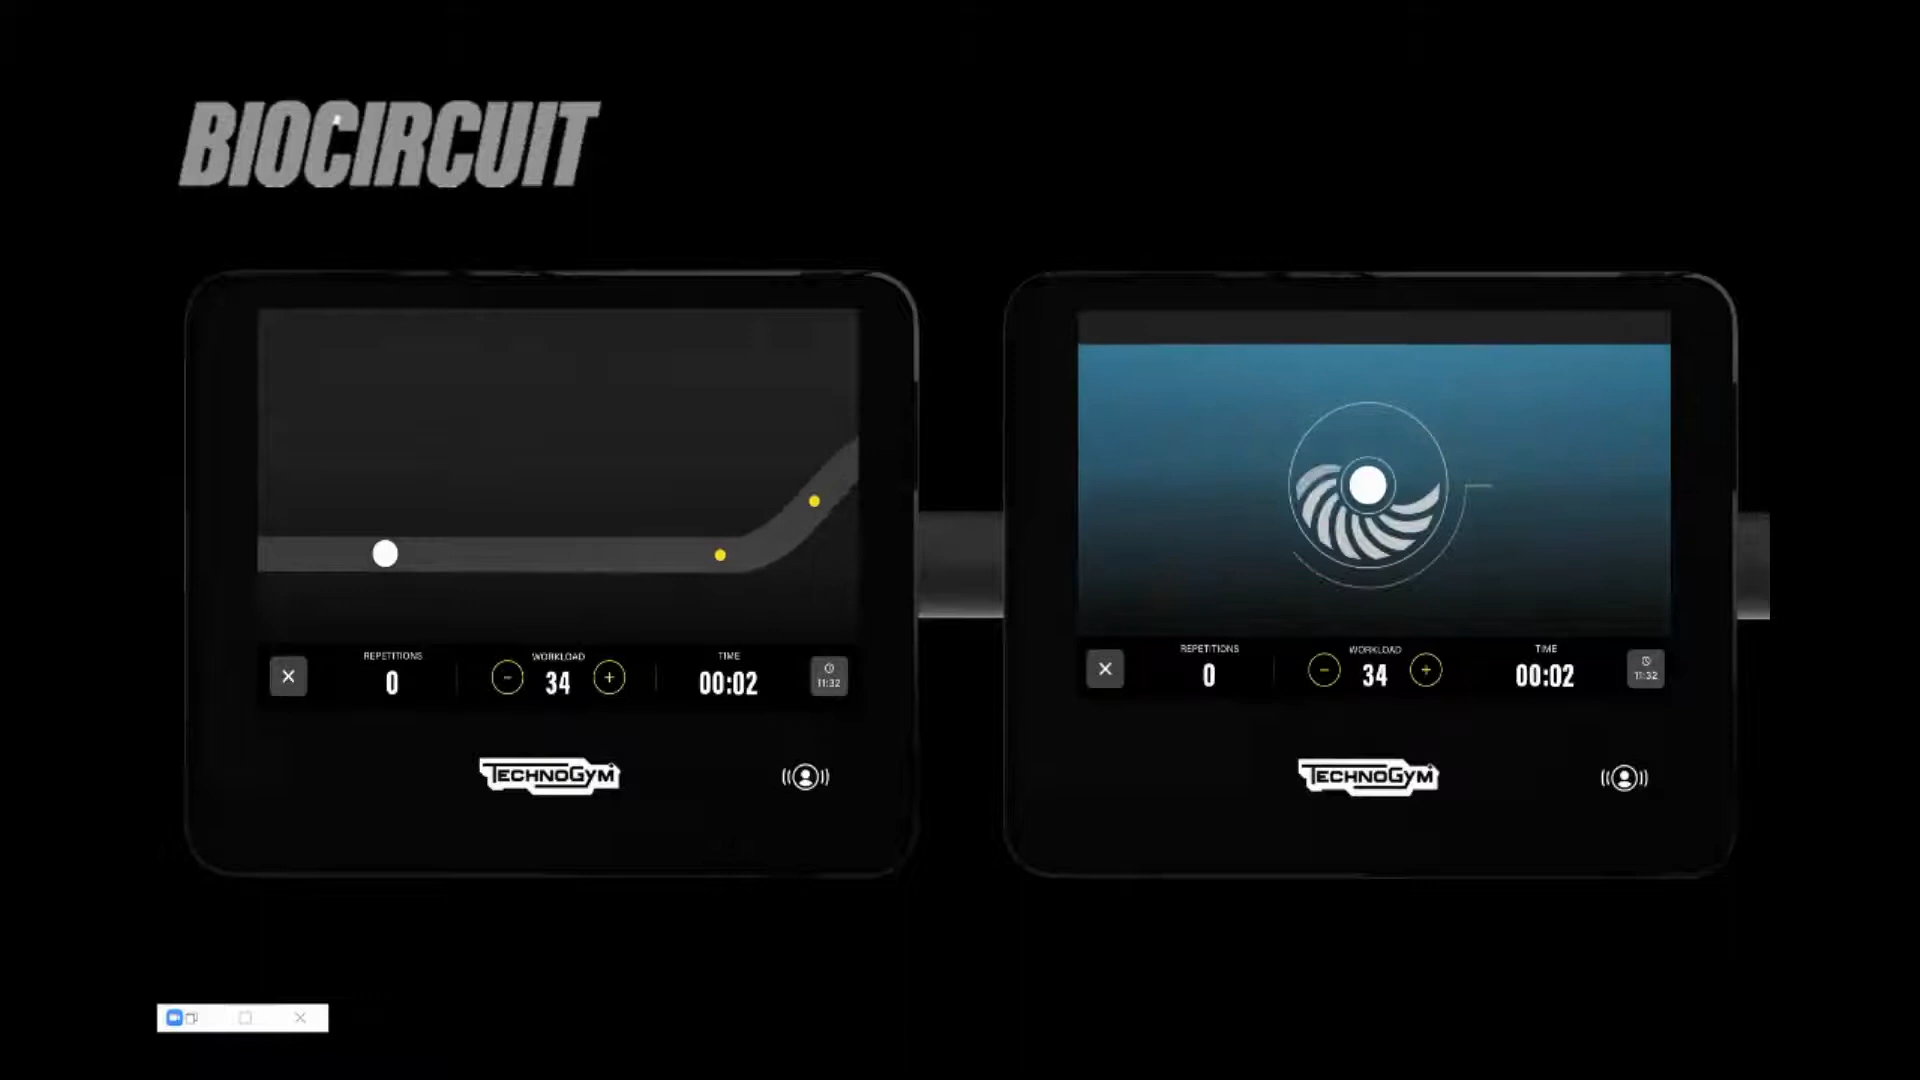 BIOCIRCUIT
REPETITIONS
0
WORKLOAD
- 34 +
TIME
00:02
11:32
TECHNOGYM
REPETITIONS
0
WORKLOAD
- 34 +
TIME
00:02
11:32
TECHNOGYM